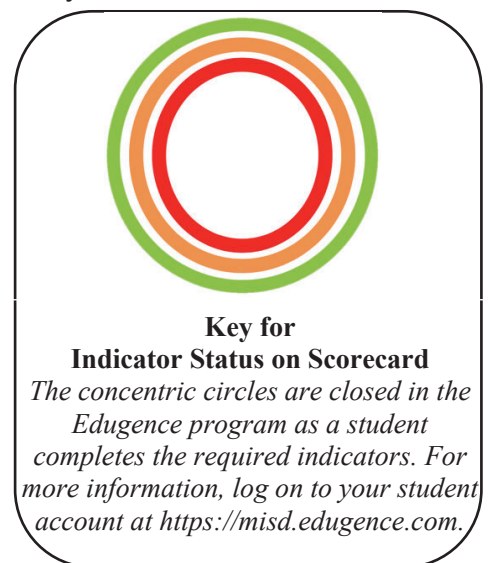 Key for
Indicator Status on Scorecard
The concentric circles are closed in the
Edugence program as a student
completes the required indicators. For
more information, log on to your student
account at https://misd.edugence.com.